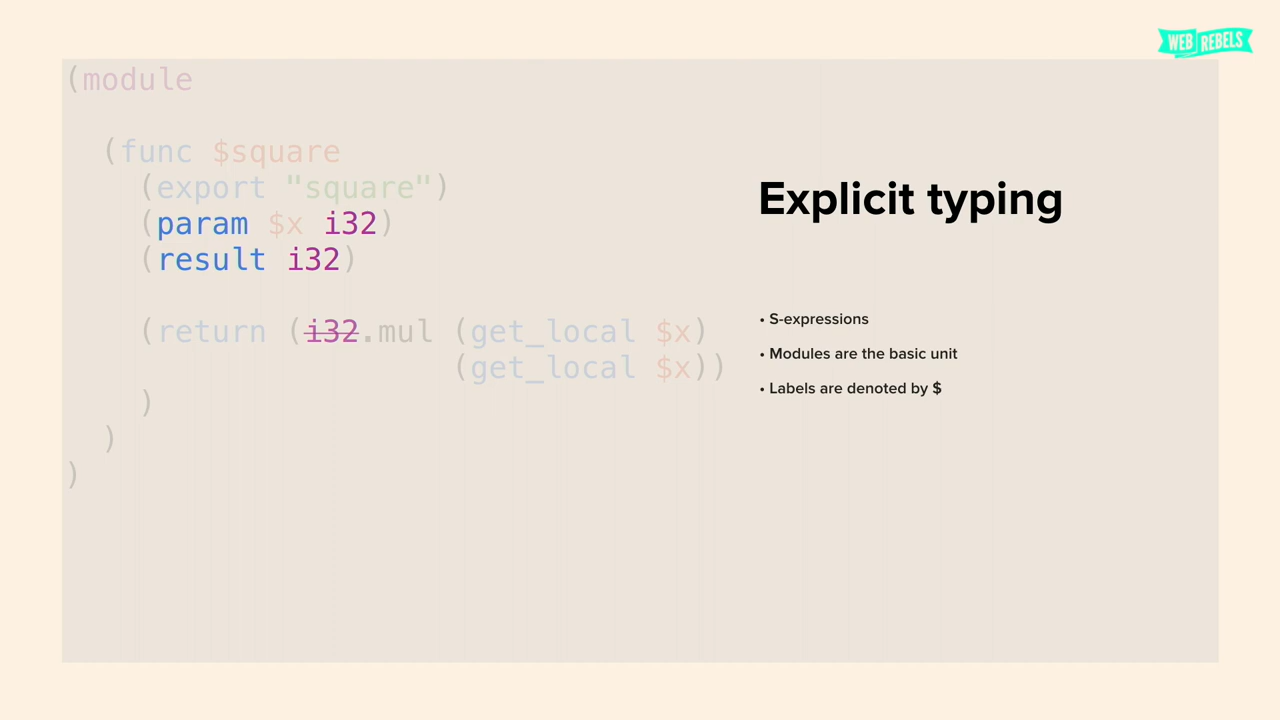 WEB REBELS
(module
(func $square
(export "square")
(param $x i32)
(result i32)
(return (i32.mul (get_local $x)
(get_local $x))
)
)
)
Explicit typing
• S-expressions
• Modules are the basic unit
• Labels are denoted by $